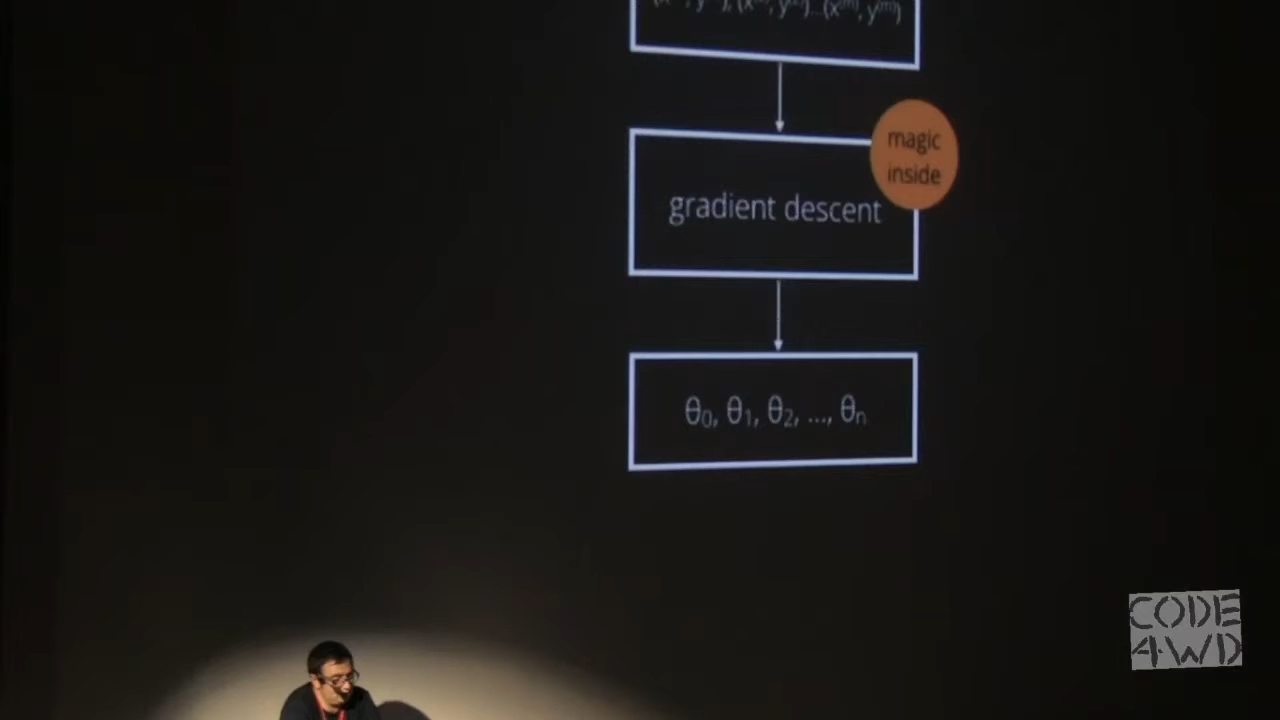 (x⁽ᵐ⁾, y⁽ᵐ⁾)
magic
inside
gradient descent
θ₀, θ₁, θ₂, ..., θₙ
CODE
4WD